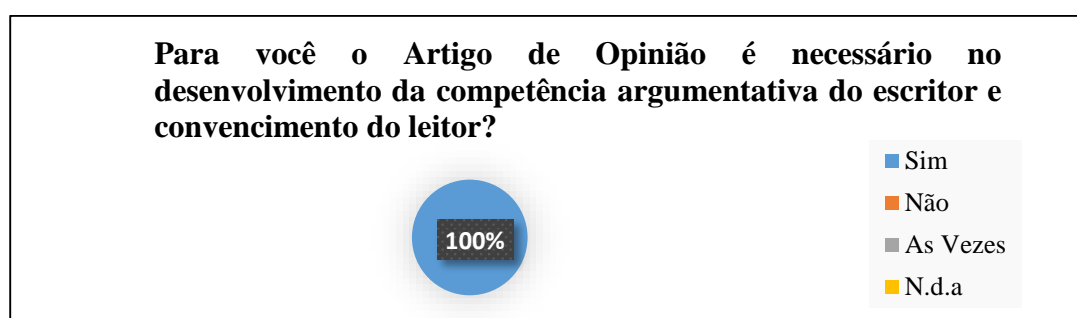 Para você o Artigo de Opinião é necessário no
desenvolvimento da competência argumentativa do escritor e
convencimento do leitor?
Sim
Não
As Vezes
N.d.a
100%